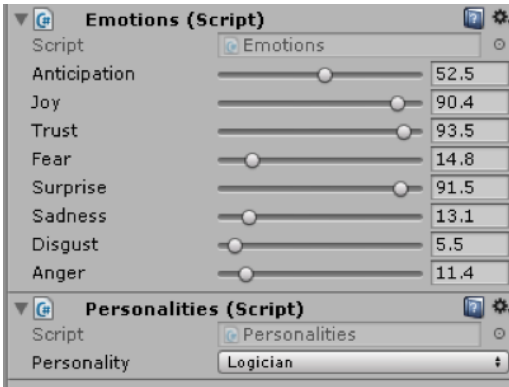 Emotions (Script)
Script Emotions
Anticipation 52.5
Joy 90.4
Trust 93.5
Fear 14.8
Surprise 91.5
Sadness 13.1
Disgust 5.5
Anger 11.4
Personalities (Script)
Script Personalities
Personality Logician